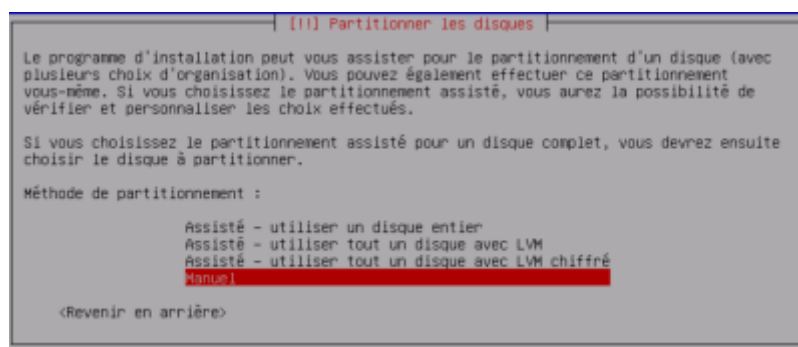 [!!] Partitionner les disques
Le programme d'installation peut vous assister pour le partitionnement d'un disque (avec
plusieurs choix d'organisation). Vous pouvez également effectuer ce partitionnement
vous-même. Si vous choisissez le partitionnement assisté, vous aurez la possibilité de
vérifier et personnaliser les choix effectués.
Si vous choisissez le partitionnement assisté pour un disque complet, vous devrez ensuite
choisir le disque à partitionner.
Méthode de partitionnement :
Assisté - utiliser un disque entier
Assisté - utiliser tout un disque avec LVM
Assisté - utiliser tout un disque avec LVM chiffré
Manuel
<Revenir en arrière>